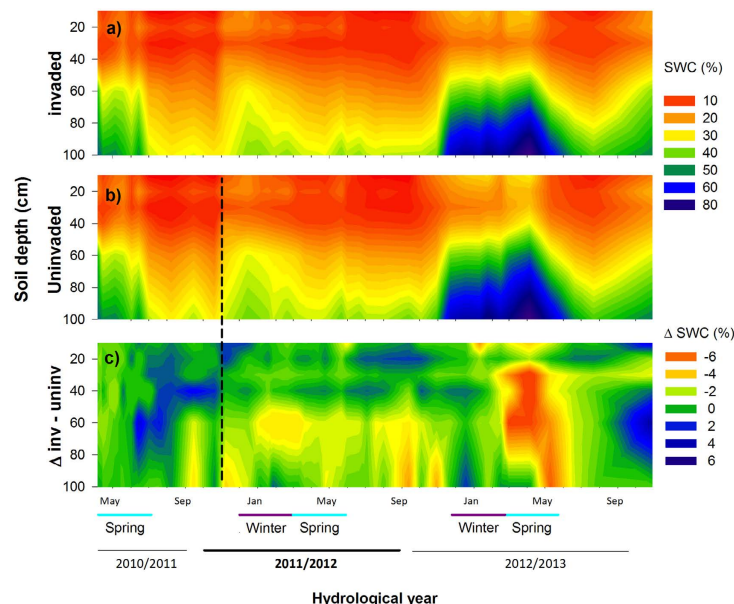 a)
invaded
20
40
60
80
100
b)
Uninvaded
20
40
60
80
100
Soil depth (cm)
c)
Δ inv - uninv
20
40
60
80
100
SWC (%)
10
20
30
40
50
60
80
Δ SWC (%)
-6
-4
-2
0
2
4
6
May Sep Jan May Sep Jan May Sep
Spring Winter Spring Winter Spring
2010/2011 2011/2012 2012/2013
Hydrological year